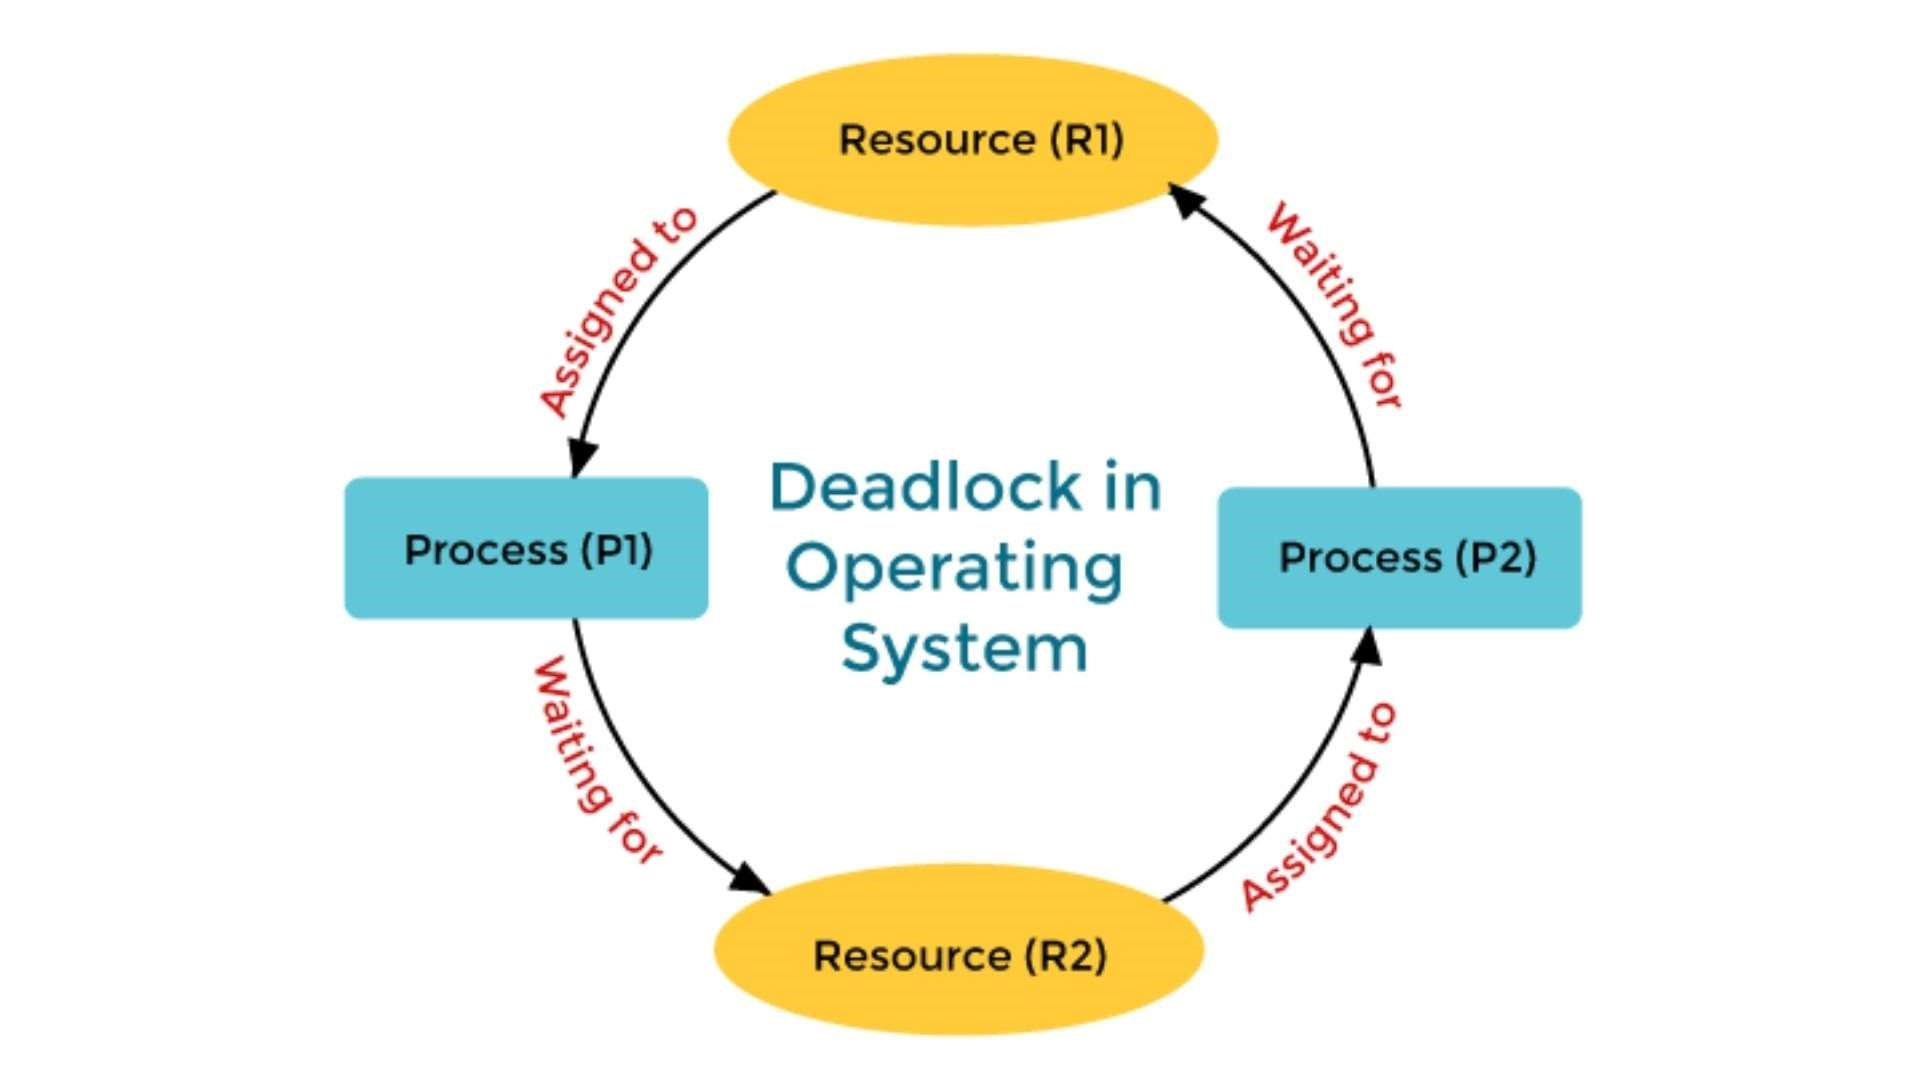 Resource (R1)
Assigned to
Waiting for
Process (P1)
Deadlock in
Operating
System
Process (P2)
Waiting for
Assigned to
Resource (R2)